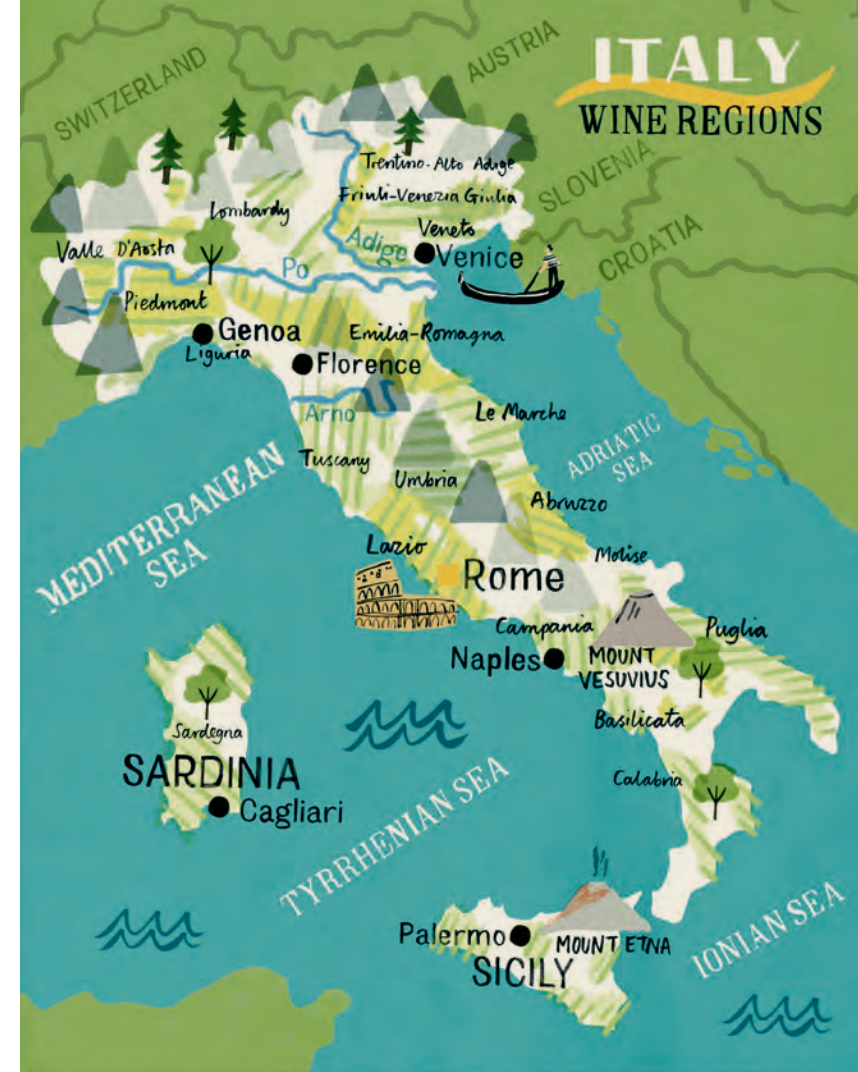 ITALY
WINE REGIONS
SWITZERLAND
AUSTRIA
SLOVENIA
CROATIA
Trentino-Alto Adige
Friuli-Venezia Giulia
Lombardy
Veneto
Venice
Adige
Valle D'Aosta
Po
Piedmont
Genoa
Liguria
Emilia-Romagna
Florence
Arno
Le Marche
Tuscany
Umbria
ADRIATIC
SEA
MEDITERRANEAN
SEA
Abruzzo
Lazio
Molise
Rome
Campania
Puglia
Naples
MOUNT
VESUVIUS
Basilicata
Sardegna
SARDINIA
Cagliari
Calabria
TYRRHENIAN SEA
Palermo
MOUNT ETNA
SICILY
IONIAN SEA